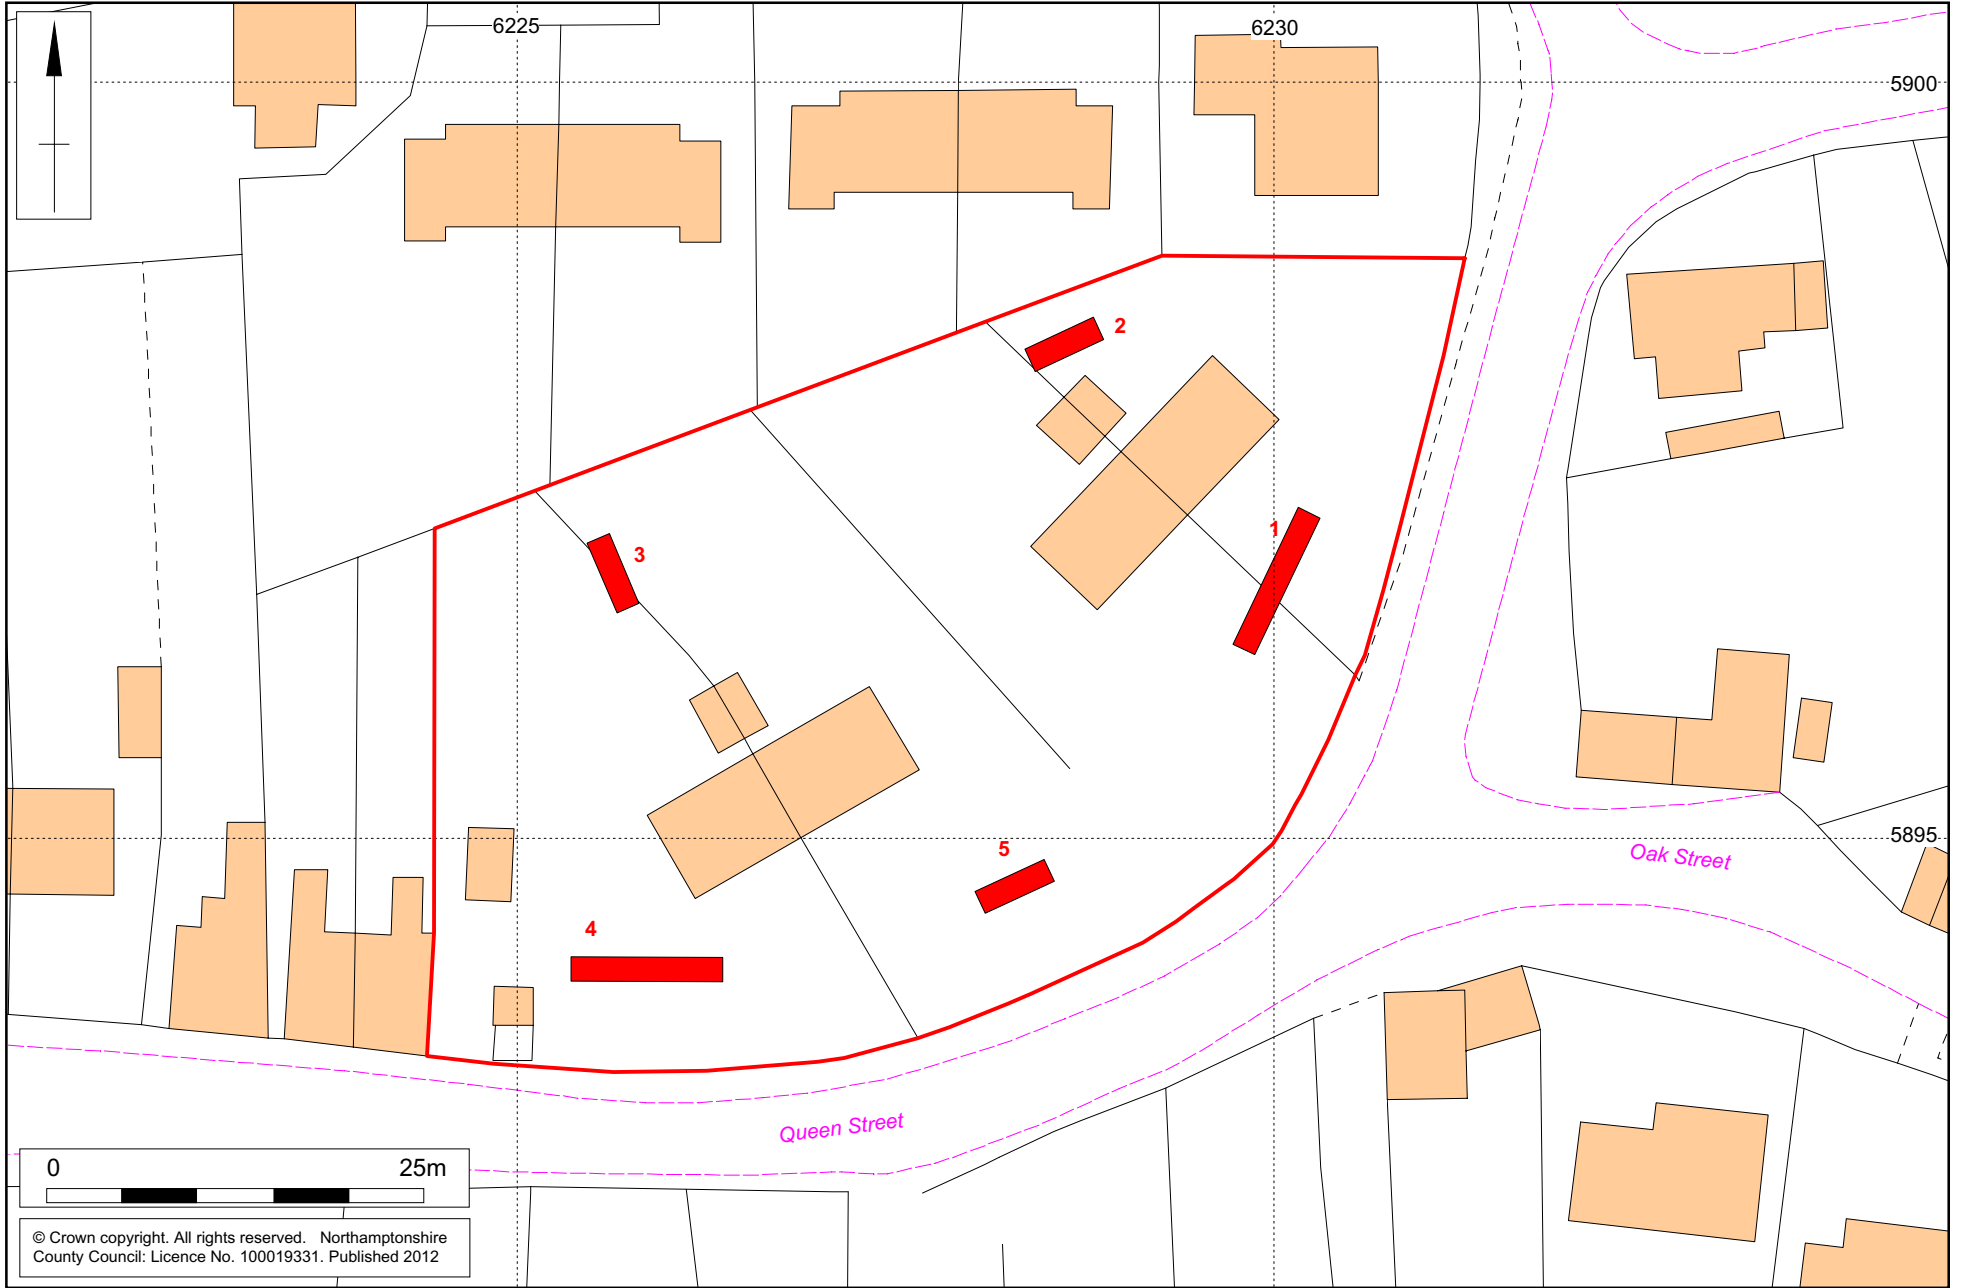 6225
6230
5900
2
1
3
5895
5
Oak Street
4
Queen Street
0 25m
© Crown copyright. All rights reserved. Northamptonshire
County Council: Licence No. 100019331. Published 2012